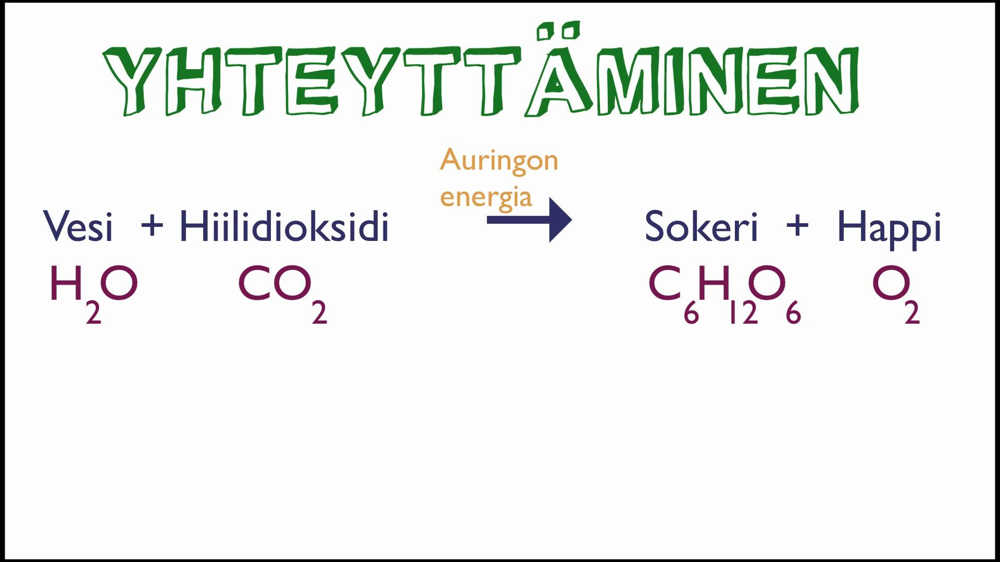 YHTEYTTÄMINEN
Auringon
energia
Vesi + Hiilidioksidi → Sokeri + Happi
H₂O CO₂ C₆H₁₂O₆ O₂